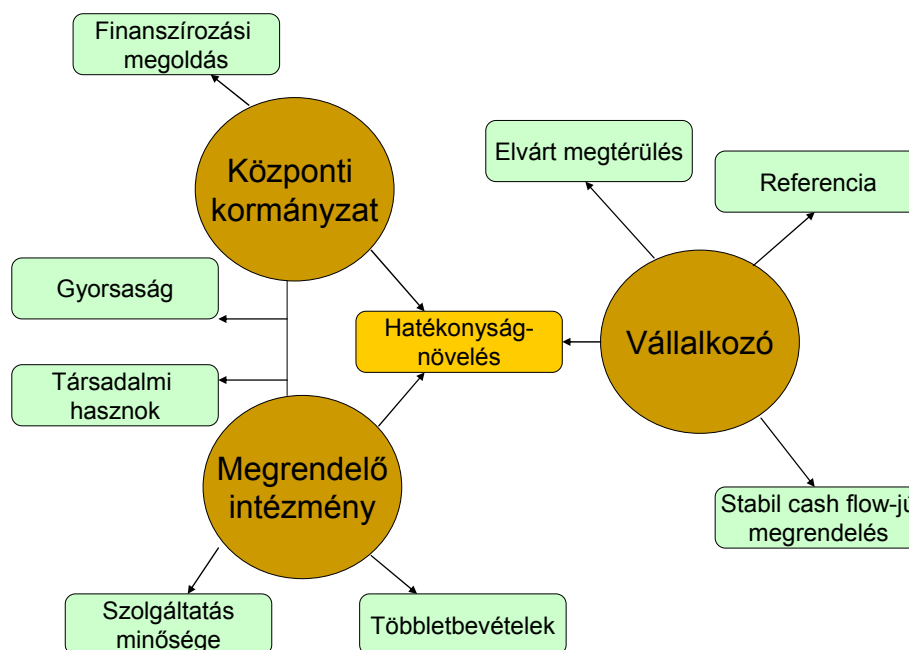 Finanszírozási
megoldás
Központi
kormányzat
Elvárt megtérülés
Referencia
Gyorsaság
Hatékonyság-
növelés
Vállalkozó
Társadalmi
hasznok
Megrendelő
intézmény
Stabil cash flow-jú
megrendelés
Szolgáltatás
minősége
Többletbevételek